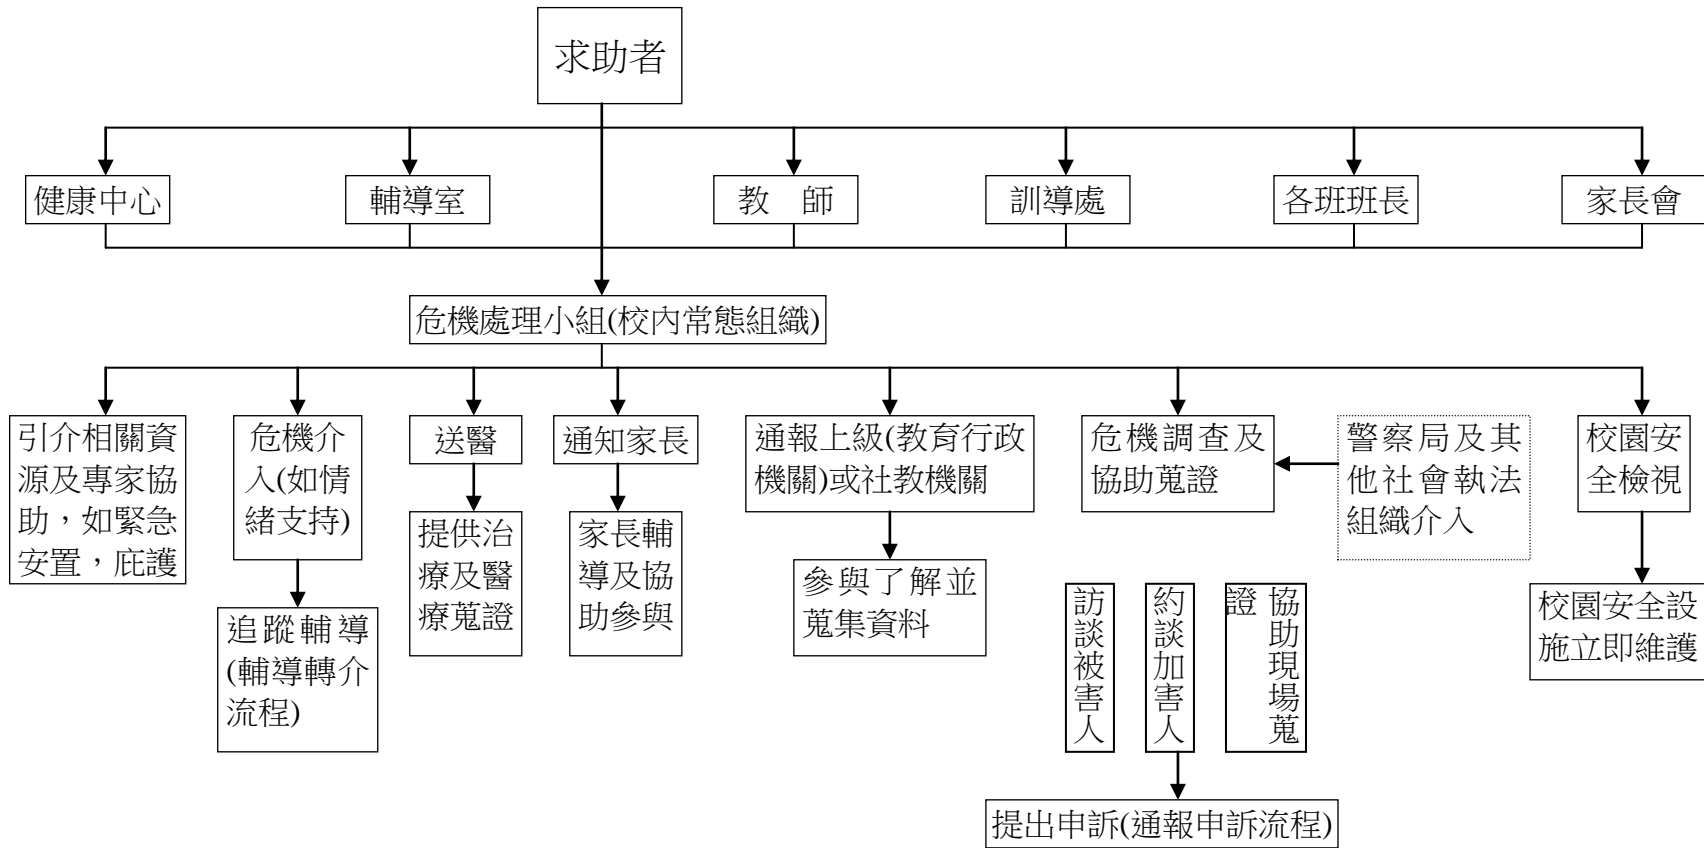 求助者
健康中心
輔導室
教　師
訓導處
各班班長
家長會
危機處理小組(校內常態組織)
引介相關資
源及專家協
助，如緊急
安置，庇護
危機介
入(如情
緒支持)
送醫
通知家長
通報上級(教育行政
機關)或社教機關
危機調查及
協助蒐證
警察局及其
他社會執法
組織介入
校園安
全檢視
追蹤輔導
(輔導轉介
流程)
提供治
療及醫
療蒐證
家長輔
導及協
助參與
參與了解並
蒐集資料
訪談被害人
約談加害人
協助現場蒐
證
校園安全設
施立即維護
提出申訴(通報申訴流程)